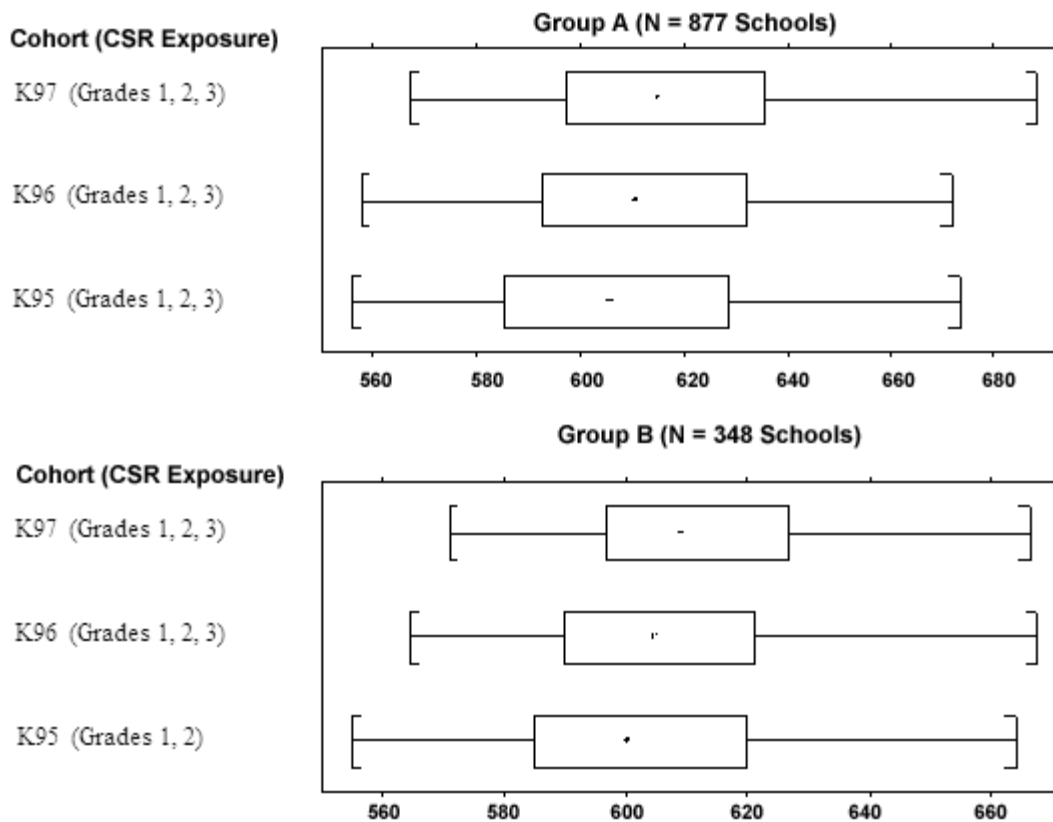 Group A (N = 877 Schools)
Cohort (CSR Exposure)
K97 (Grades 1, 2, 3)
K96 (Grades 1, 2, 3)
K95 (Grades 1, 2, 3)
560 580 600 620 640 660 680
Group B (N = 348 Schools)
Cohort (CSR Exposure)
K97 (Grades 1, 2, 3)
K96 (Grades 1, 2, 3)
K95 (Grades 1, 2)
560 580 600 620 640 660